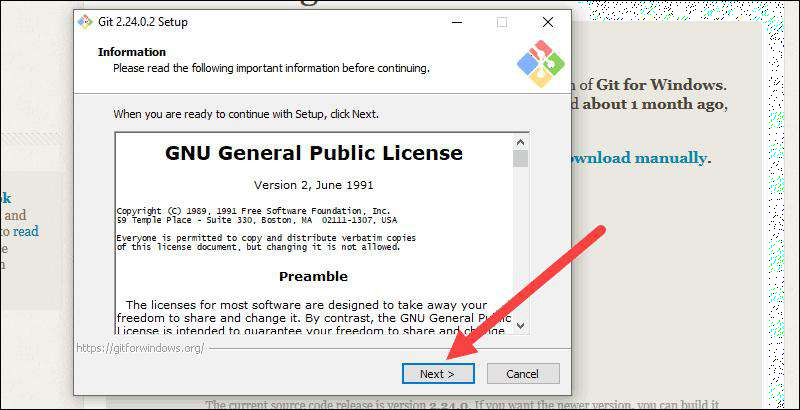 Git 2.24.0.2 Setup
Information
Please read the following important information before continuing.
When you are ready to continue with Setup, click Next.
GNU General Public License
Version 2, June 1991
Copyright (C) 1989, 1991 Free Software Foundation, Inc.
59 Temple Place - Suite 330, Boston, MA 02111-1307, USA
Everyone is permitted to copy and distribute verbatim copies
of this license document, but changing it is not allowed.
Preamble
The licenses for most software are designed to take away your
freedom to share and change it. By contrast, the GNU General
License is intended to guarantee your freedom to share and change
https://gitforwindows.org/
Next >
Cancel
of Git for Windows.
about 1 month ago,
download manually.
and
to read
The current source code release is version 2.24.0. If you want the newer version, you can build it